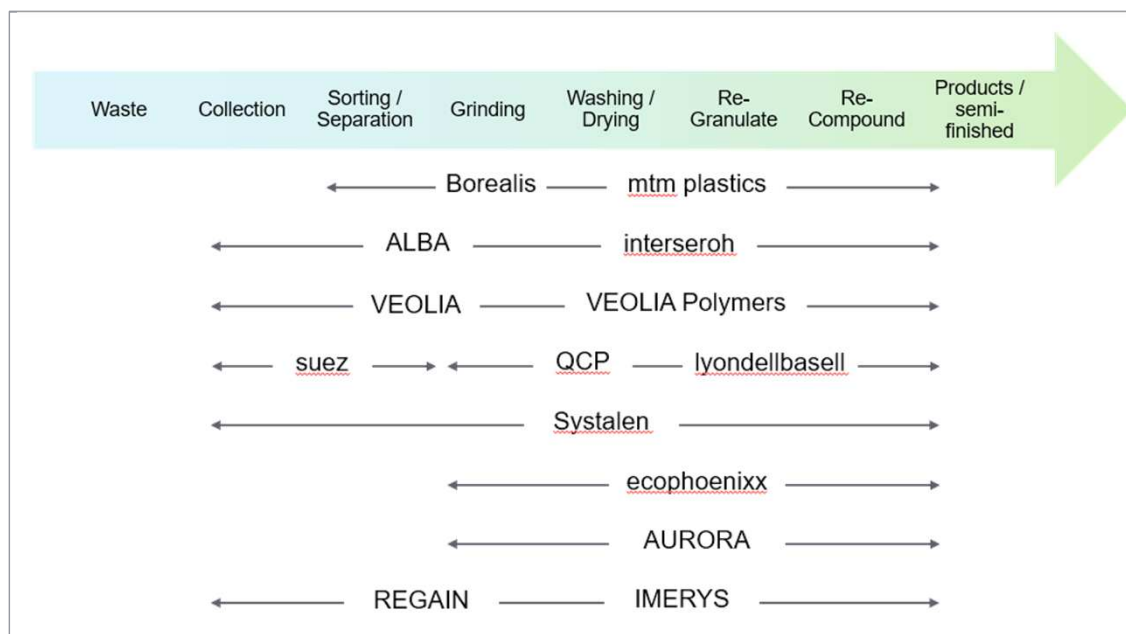 Waste
Collection
Sorting /
Separation
Grinding
Washing /
Drying
Re-
Granulate
Re-
Compound
Products /
semi-
finished
Borealis mtm plastics
ALBA interseroh
VEOLIA VEOLIA Polymers
suez QCP lyondellbasell
Systalen
ecophoenixx
AURORA
REGAIN IMERYS